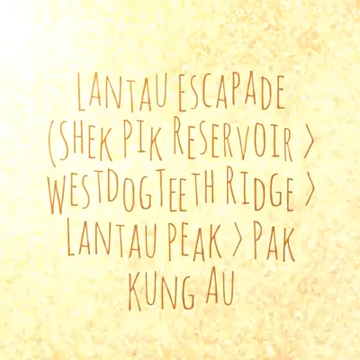 LANTAU ESCAPADE
(SHEK PIK RESERVOIR >
WESTDOGTEETH RIDGE >
LANTAU PEAK > PAK
KUNG AU